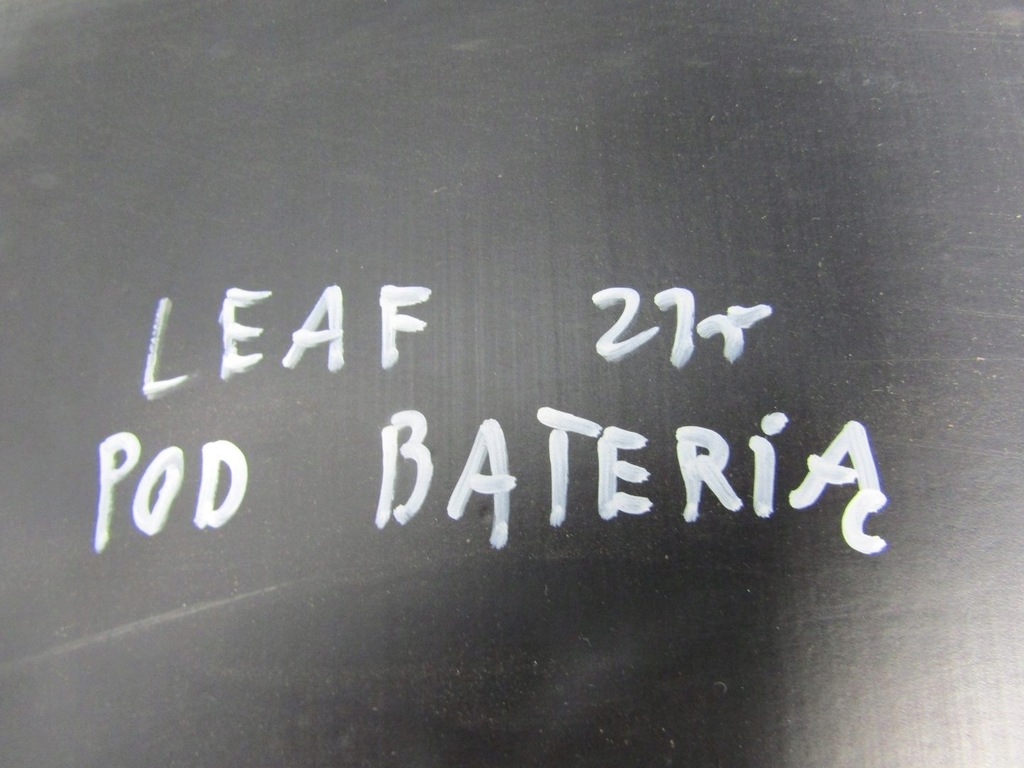 LEAF 21r
POD BATERIĄ